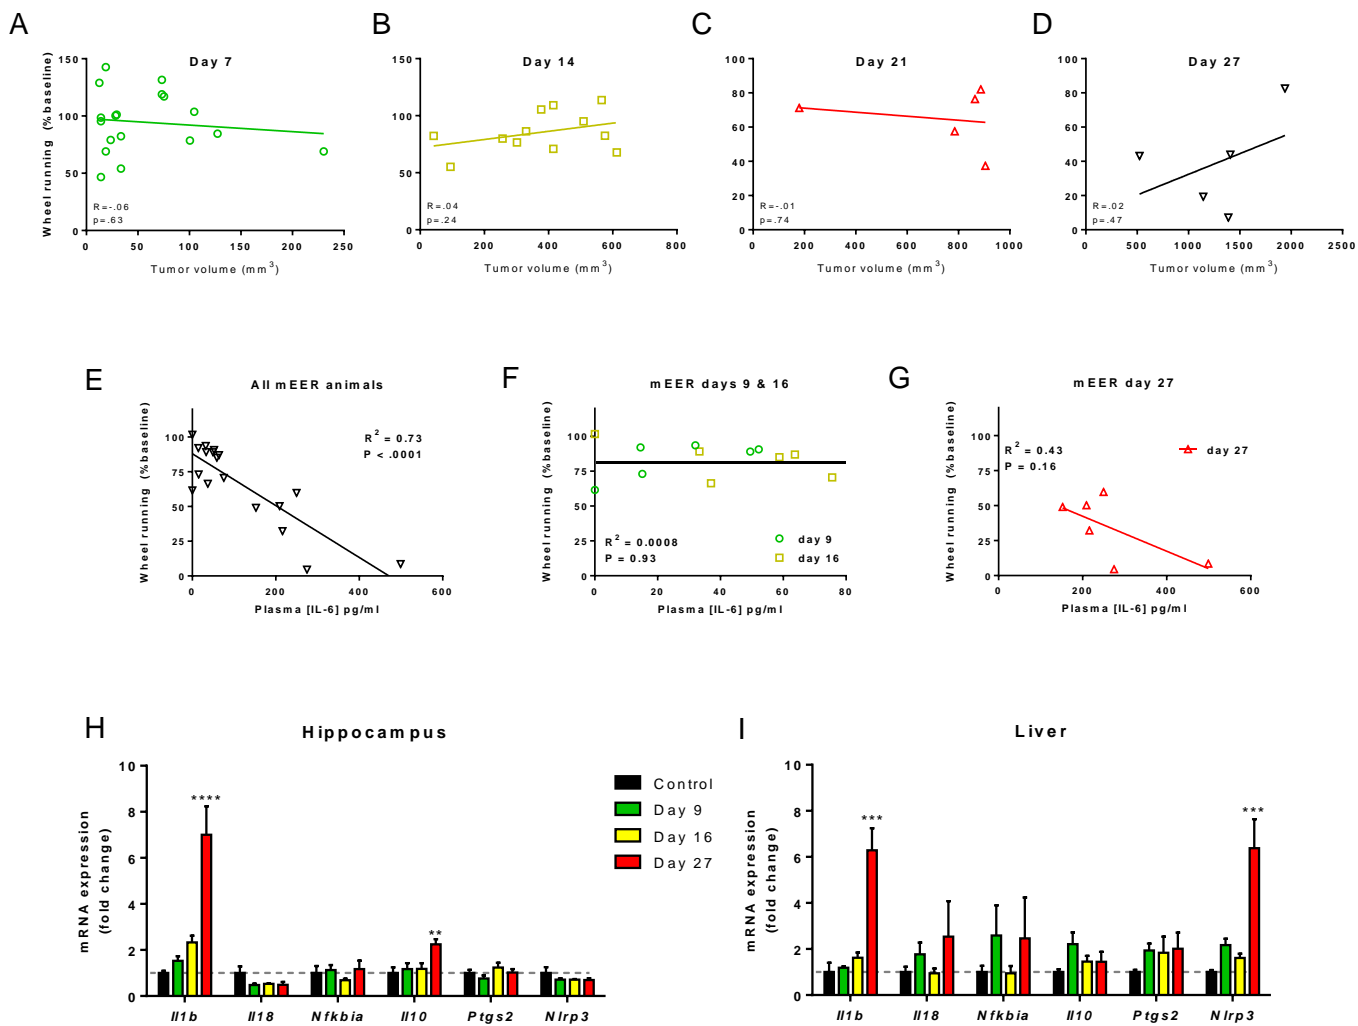 A
B
C
D
Day 7
Day 14
Day 21
Day 27
Wheel running (% baseline)
150
100
50
0
R=-.06
p=.63
0 50 100 150 200 250
Tumor volume (mm3)
150
100
50
0
R=.04
p=.24
0 200 400 600 800
Tumor volume (mm3)
100
80
60
40
20
0
R=-.01
p=.74
0 200 400 600 800 1000
Tumor volume (mm3)
100
80
60
40
20
0
R=.02
p=.47
0 500 1000 1500 2000 2500
Tumor volume (mm3)
E
All mEER animals
Wheel running (% baseline)
100
75
50
25
0
R2 = 0.73
P < .0001
0 200 400 600
Plasma [IL-6] pg/ml
F
mEER days 9 & 16
Wheel running (% baseline)
100
75
50
25
0
R2 = 0.0008
P = 0.93
day 9
day 16
0 20 40 60 80
Plasma [IL-6] pg/ml
G
mEER day 27
Wheel running (% baseline)
100
75
50
25
0
R2 = 0.43
P = 0.16
day 27
0 200 400 600
Plasma [IL-6] pg/ml
H
Hippocampus
mRNA expression
(fold change)
10
8
6
4
2
0
****
**
Il1b Il18 Nfkbia Il10 Ptgs2 Nlrp3
Control
Day 9
Day 16
Day 27
I
Liver
mRNA expression
(fold change)
10
8
6
4
2
0
***
***
Il1b Il18 Nfkbia Il10 Ptgs2 Nlrp3